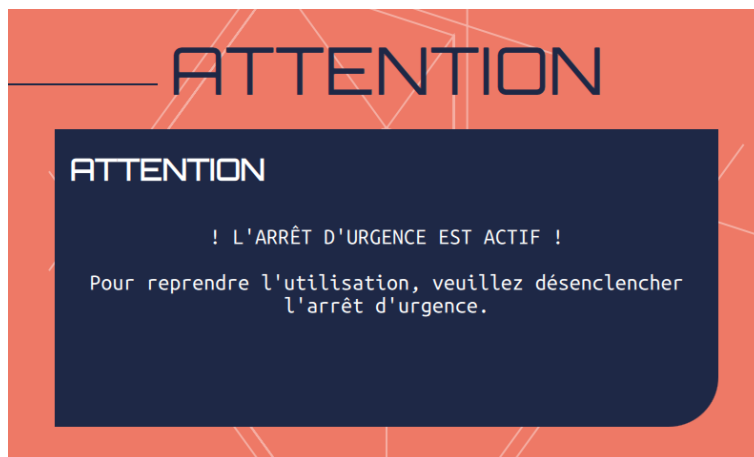 ATTENTION
ATTENTION
! L'ARRÊT D'URGENCE EST ACTIF !
Pour reprendre l'utilisation, veuillez désenclencher
l'arrêt d'urgence.